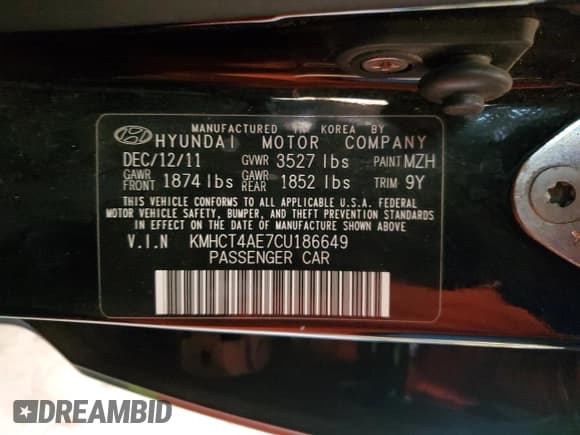 MANUFACTURED IN KOREA BY
HYUNDAI MOTOR COMPANY
DEC/12/11 GVWR 3527 lbs PAINT MZH
GAWR FRONT 1874 lbs GAWR REAR 1852 lbs TRIM 9Y
THIS VEHICLE CONFORMS TO ALL APPLICABLE U.S.A. FEDERAL
MOTOR VEHICLE SAFETY, BUMPER, AND THEFT PREVENTION STANDARDS
IN EFFECT ON THE DATE OF MANUFACTURE SHOWN ABOVE
V.I.N KMHCT4AE7CU186649
PASSENGER CAR
DREAMBID